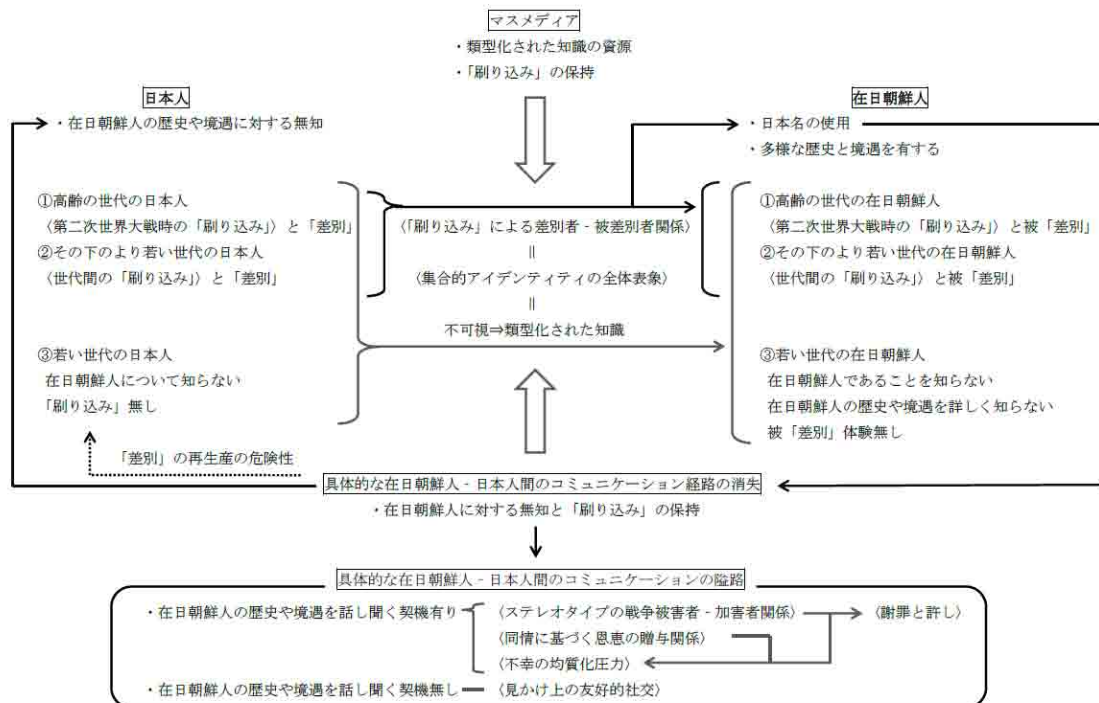 マスメディア
・類型化された知識の資源
・「刷り込み」の保持
日本人
・在日朝鮮人の歴史や境遇に対する無知
在日朝鮮人
・日本名の使用
・多様な歴史と境遇を有する
①高齢の世代の日本人
〈第二次世界大戦時の「刷り込み」〉と「差別」
②その下のより若い世代の日本人
〈世代間の「刷り込み」〉と「差別」
〈「刷り込み」による差別者‐被差別者関係〉
||
〈集合的アイデンティティの全体表象〉
||
不可視⇒類型化された知識
①高齢の世代の在日朝鮮人
〈第二次世界大戦時の「刷り込み」〉と被「差別」
②その下のより若い世代の在日朝鮮人
〈世代間の「刷り込み」〉と被「差別」
③若い世代の日本人
在日朝鮮人について知らない
「刷り込み」無し
③若い世代の在日朝鮮人
在日朝鮮人であることを知らない
在日朝鮮人の歴史や境遇を詳しく知らない
被「差別」体験無し
「差別」の再生産の危険性
具体的な在日朝鮮人‐日本人間のコミュニケーション経路の消失
・在日朝鮮人に対する無知と「刷り込み」の保持
具体的な在日朝鮮人‐日本人間のコミュニケーションの隘路
・在日朝鮮人の歴史や境遇を話し聞く契機有り
〈ステレオタイプの戦争被害者‐加害者関係〉
〈謝罪と許し〉
〈同情に基づく恩恵の贈与関係〉
〈不幸の均質化圧力〉
・在日朝鮮人の歴史や境遇を話し聞く契機無し
〈見かけ上の友好的社交〉